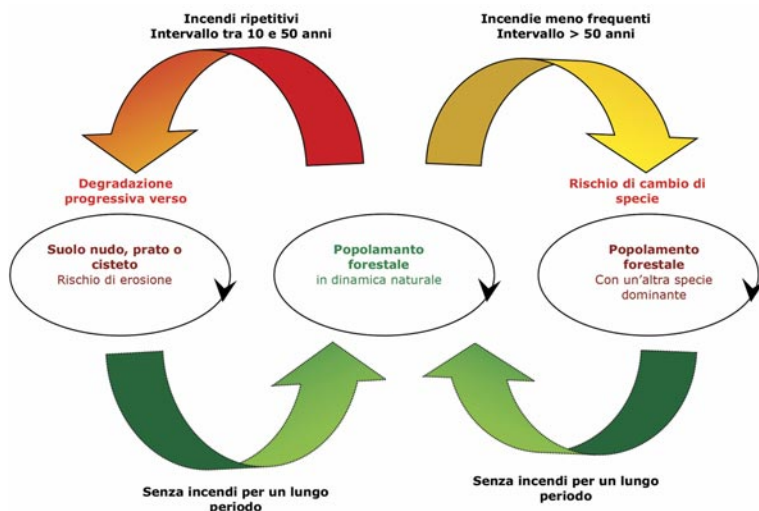 Incendi ripetitivi
Intervallo tra 10 e 50 anni
Incendie meno frequenti
Intervallo > 50 anni
Degradazione
progressiva verso
Rischio di cambio di
specie
Suolo nudo, prato o
cisteto
Rischio di erosione
Popolamanto
forestale
in dinamica naturale
Popolamento
forestale
Con un'altra specie
dominante
Senza incendi per un lungo
periodo
Senza incendi per un lungo
periodo